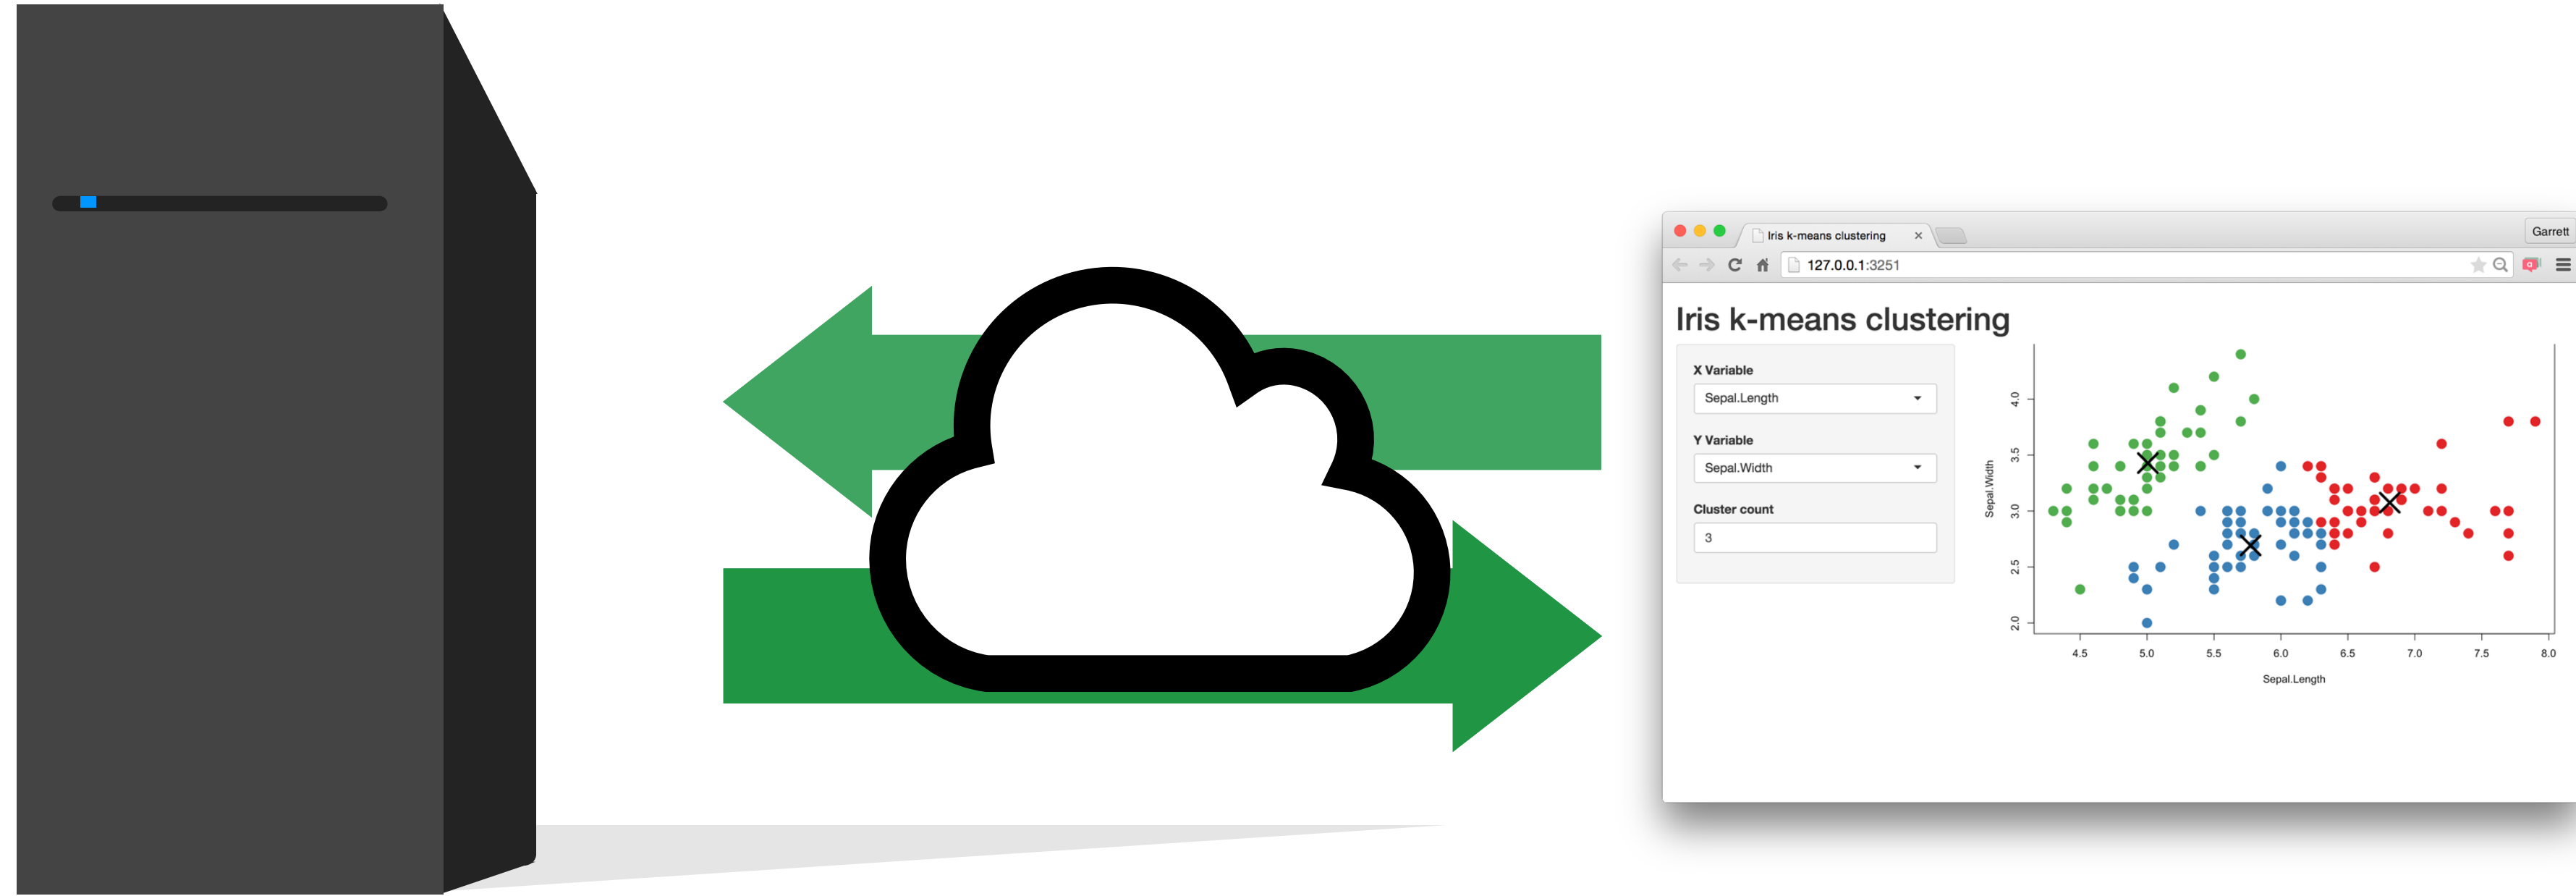 Iris k-means clustering
Garrett
127.0.0.1:3251
Iris k-means clustering
X Variable
Sepal.Length
Y Variable
Sepal.Width
Cluster count
3
Sepal.Width
4.0
3.5
3.0
2.5
2.0
4.5 5.0 5.5 6.0 6.5 7.0 7.5 8.0
Sepal.Length